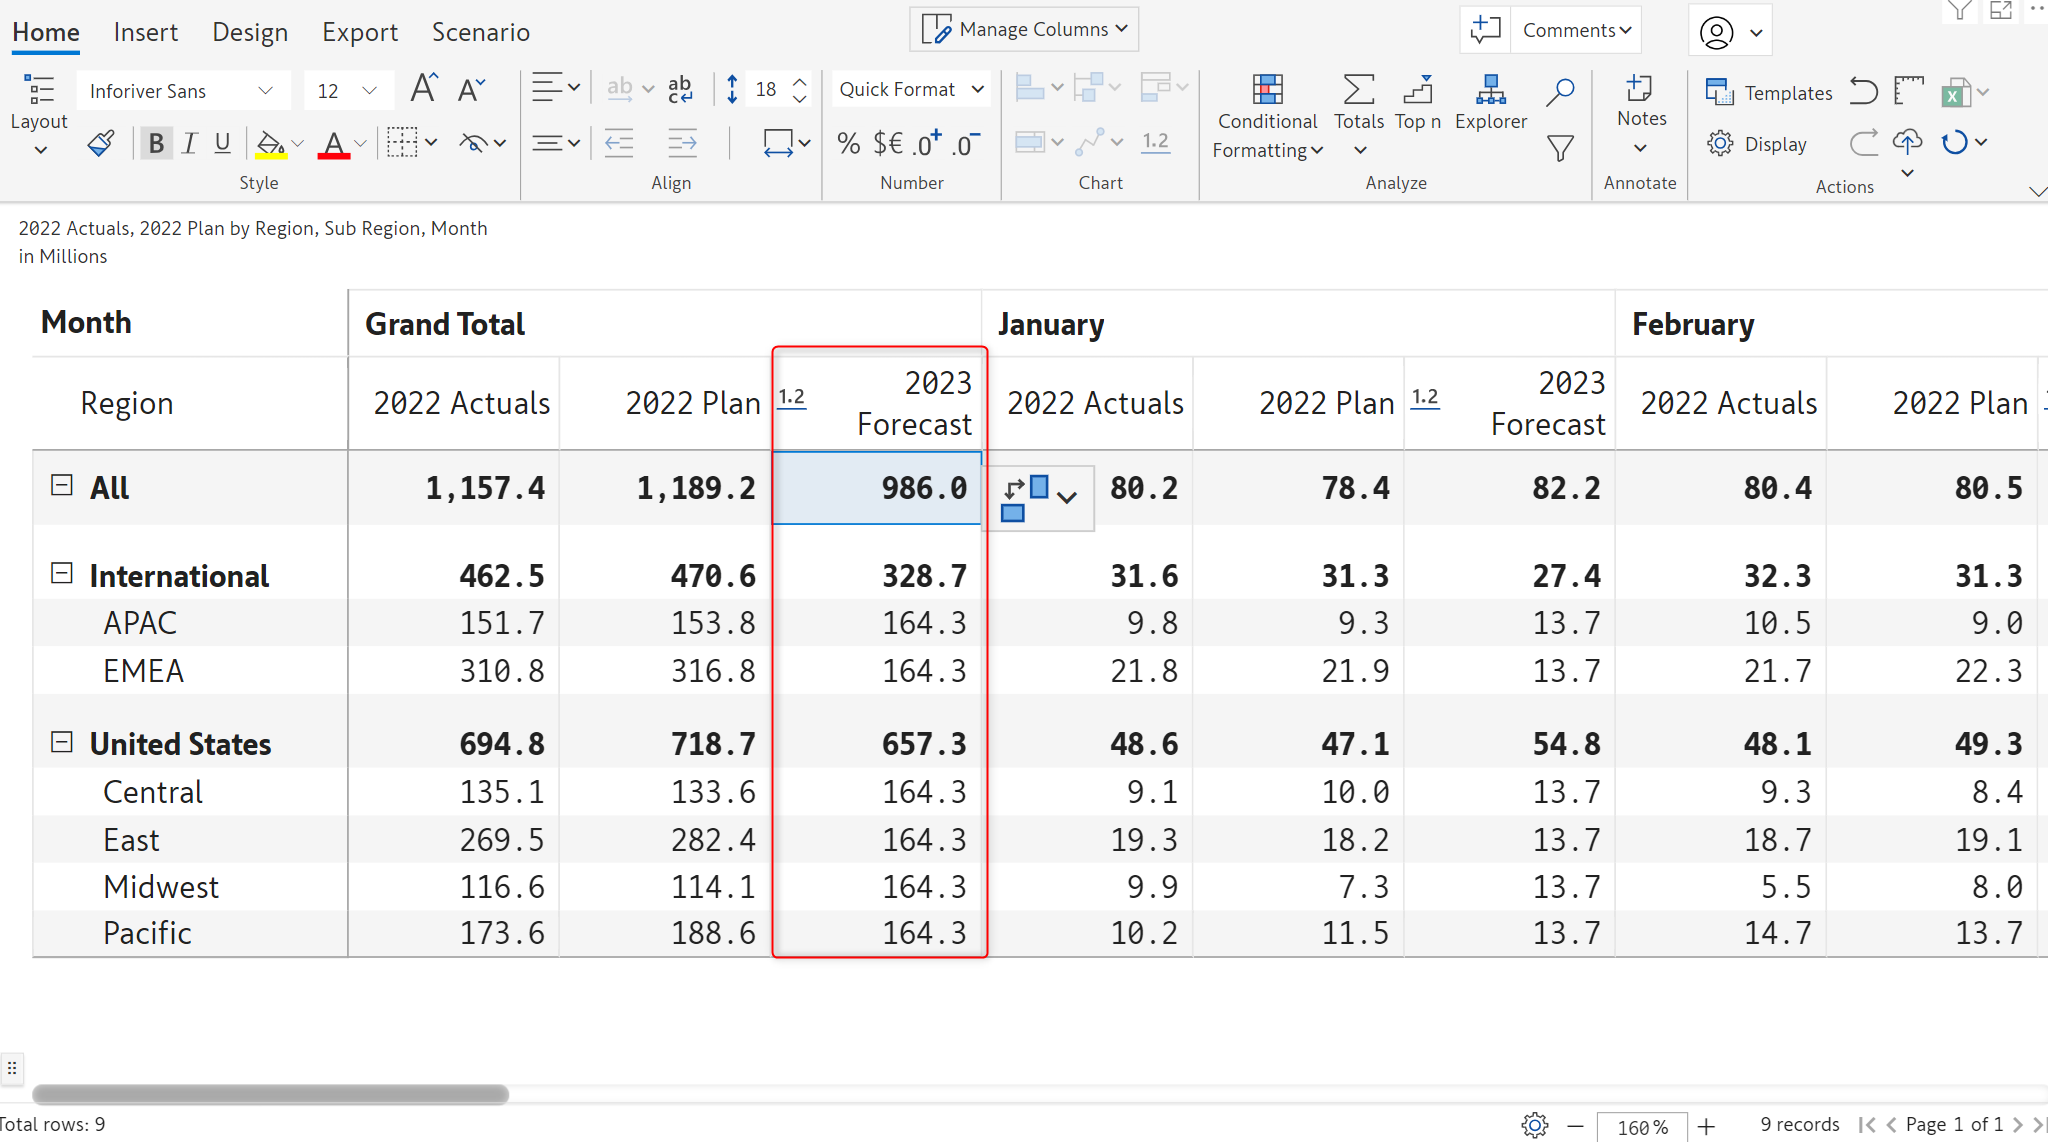 Home Insert Design Export Scenario Manage Columns Comments
Inforiver Sans 12 ab ab 18 Quick Format
c
Layout Conditional Totals Top n Explorer Notes Templates
Formatting
B I U A % $€ .0+ .0- 1.2 Display
Style Align Number Chart Analyze Annotate Actions
2022 Actuals, 2022 Plan by Region, Sub Region, Month
in Millions
Month Grand Total January February
Region 2022 Actuals 2022 Plan 1.2 2023 Forecast 2022 Actuals 2022 Plan 1.2 2023 Forecast 2022 Actuals 2022 Plan
All 1,157.4 1,189.2 986.0 80.2 78.4 82.2 80.4 80.5
International 462.5 470.6 328.7 31.6 31.3 27.4 32.3 31.3
APAC 151.7 153.8 164.3 9.8 9.3 13.7 10.5 9.0
EMEA 310.8 316.8 164.3 21.8 21.9 13.7 21.7 22.3
United States 694.8 718.7 657.3 48.6 47.1 54.8 48.1 49.3
Central 135.1 133.6 164.3 9.1 10.0 13.7 9.3 8.4
East 269.5 282.4 164.3 19.3 18.2 13.7 18.7 19.1
Midwest 116.6 114.1 164.3 9.9 7.3 13.7 5.5 8.0
Pacific 173.6 188.6 164.3 10.2 11.5 13.7 14.7 13.7
Total rows: 9 160% 9 records Page 1 of 1